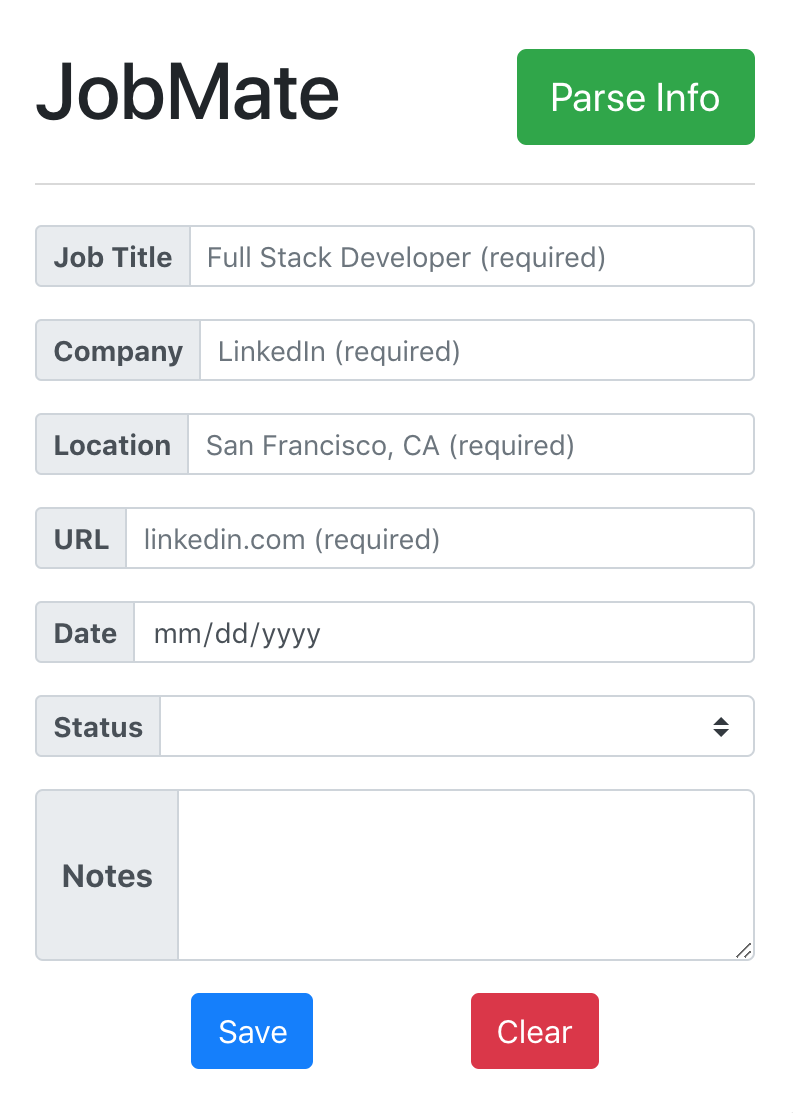 JobMate
Parse Info
Job Title Full Stack Developer (required)
Company LinkedIn (required)
Location San Francisco, CA (required)
URL linkedin.com (required)
Date mm/dd/yyyy
Status
Notes
Save Clear